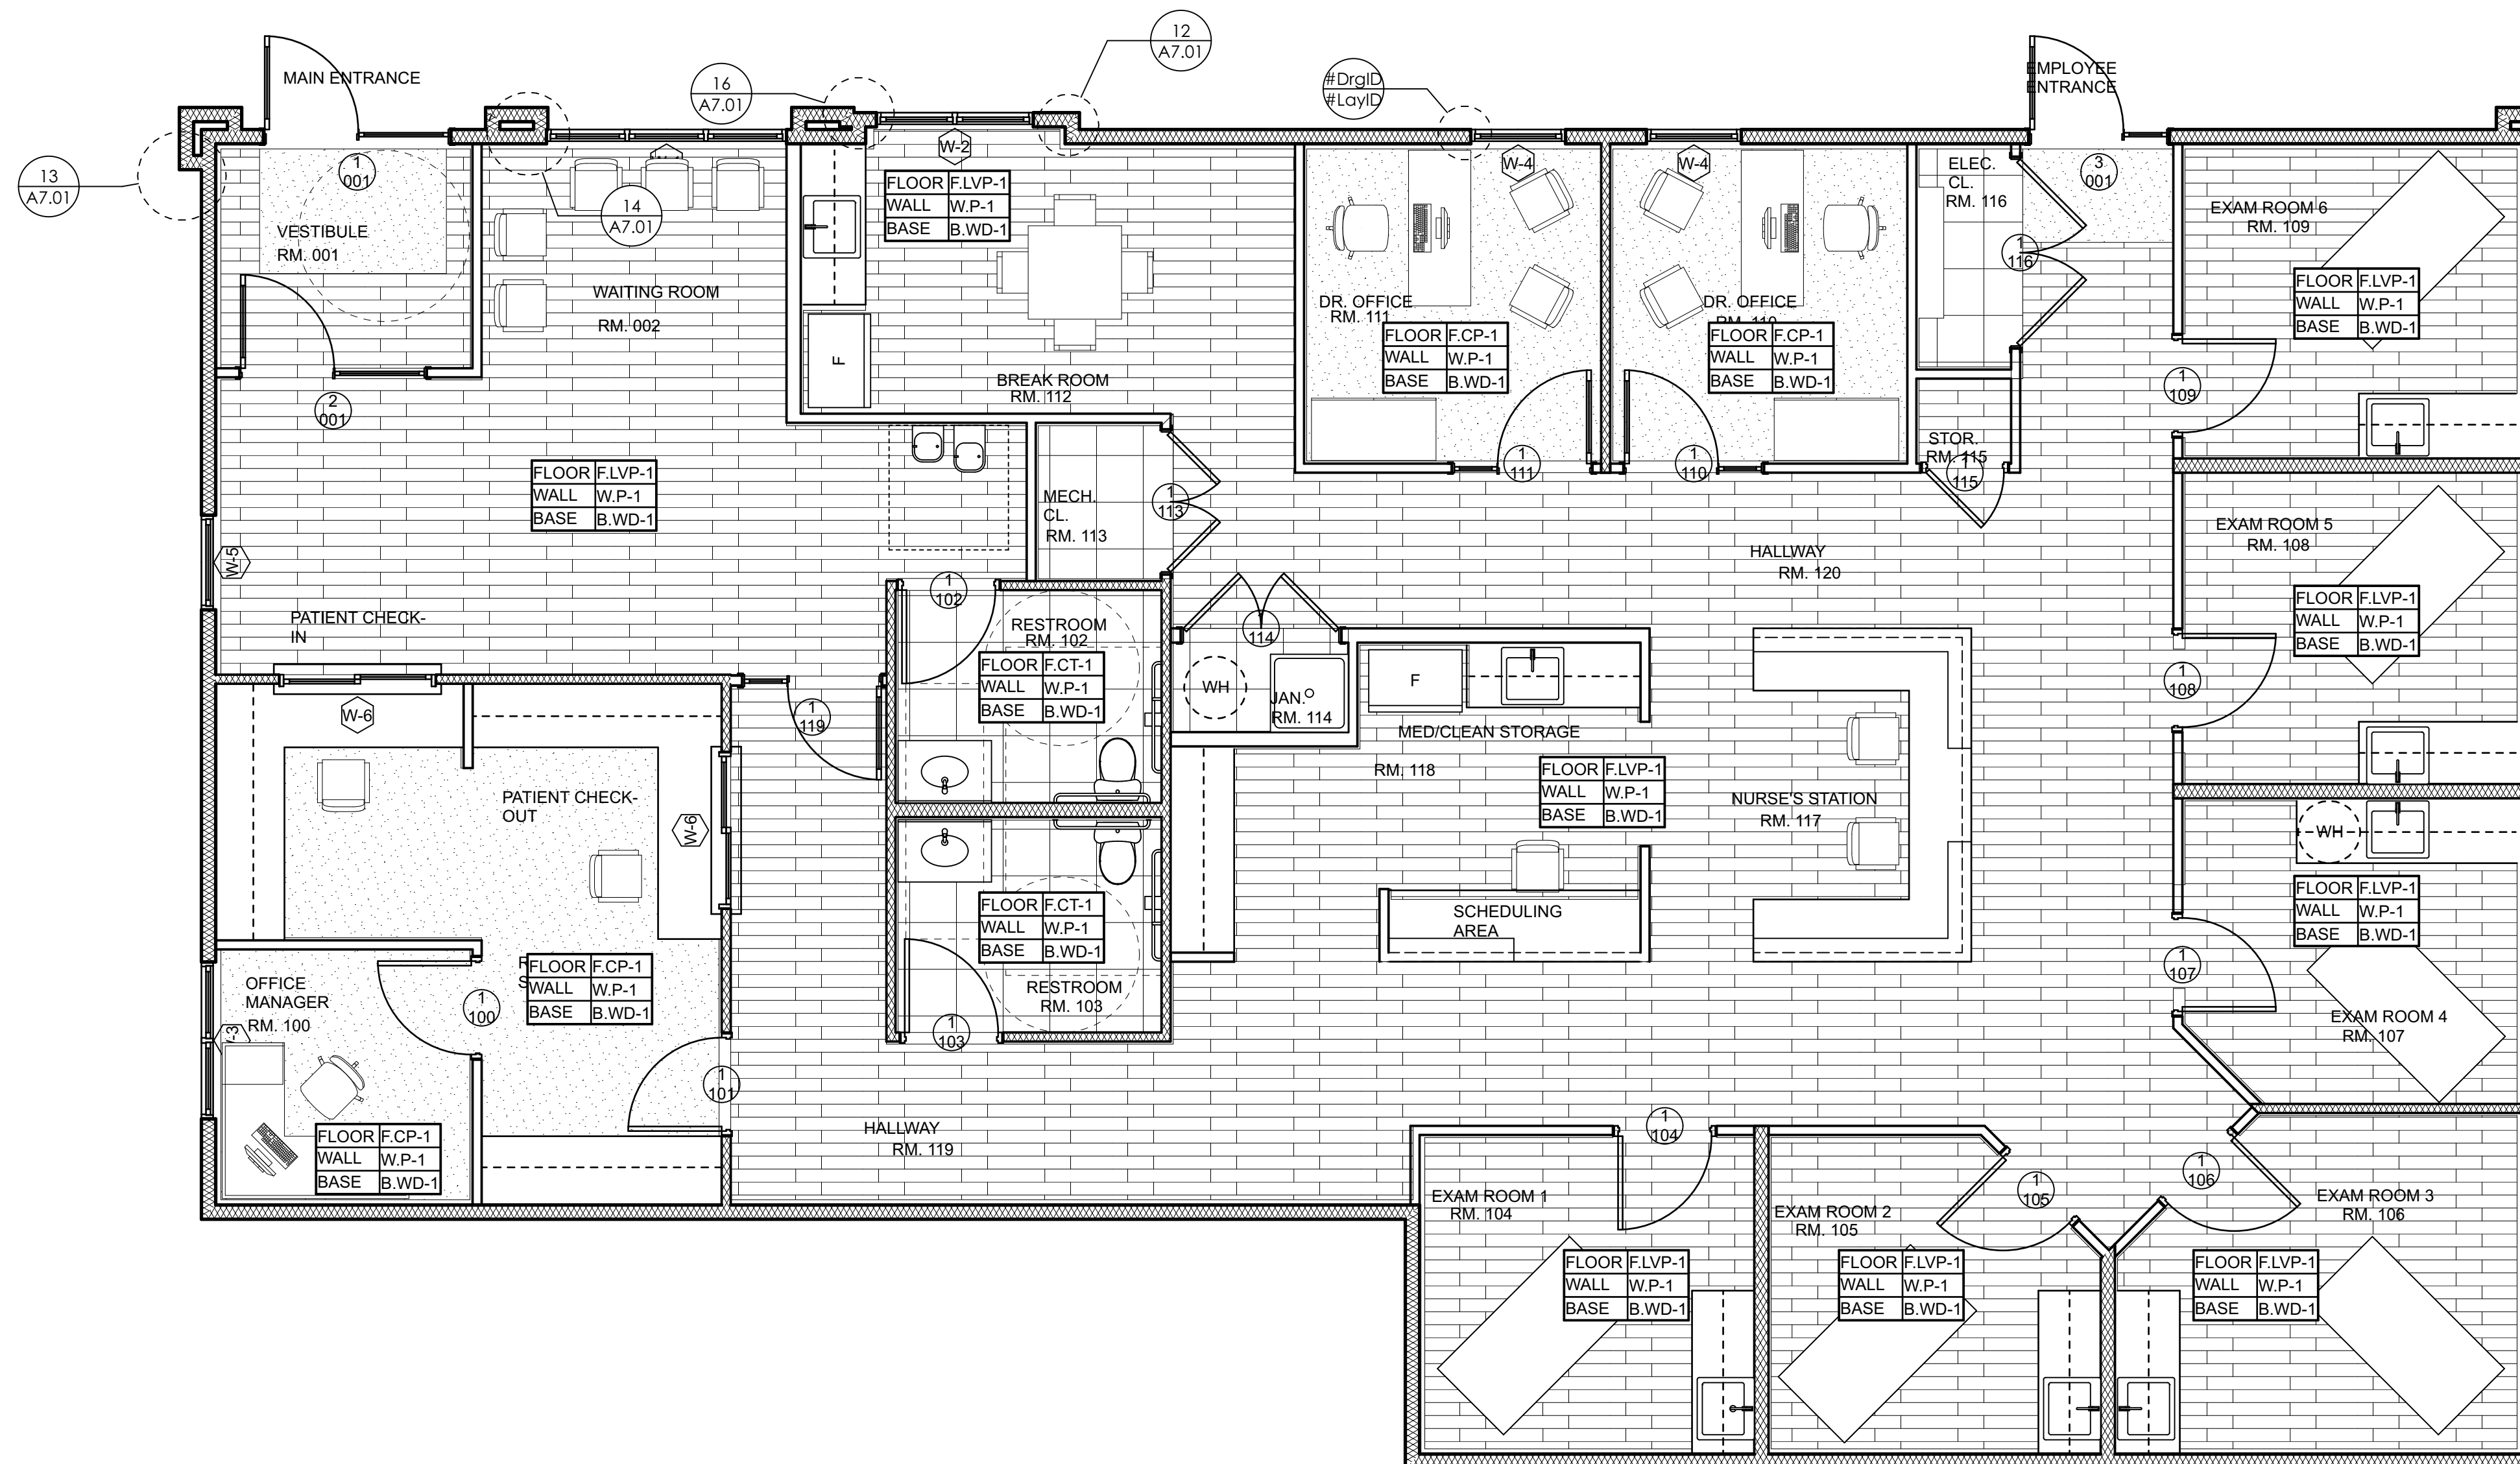 MAIN ENTRANCE
12
A7.01
16
A7.01
#DrgID
#LayID
EMPLOYEE
ENTRANCE
13
A7.01
1
001
VESTIBULE
RM. 001
2
001
14
A7.01
WAITING ROOM
RM. 002
FLOOR F.LVP-1
WALL W.P-1
BASE B.WD-1
W-5
PATIENT CHECK-
IN
W-2
FLOOR F.LVP-1
WALL W.P-1
BASE B.WD-1
F
BREAK ROOM
RM. 112
MECH.
CL.
RM. 113
1
113
W-4
DR. OFFICE
RM. 111
FLOOR F.CP-1
WALL W.P-1
BASE B.WD-1
1
111
W-4
DR. OFFICE
FLOOR F.CP-1
WALL W.P-1
BASE B.WD-1
1
110
ELEC.
CL.
RM. 116
1
116
3
001
STOR.
RM. 115
1
115
EXAM ROOM 6
RM. 109
FLOOR F.LVP-1
WALL W.P-1
BASE B.WD-1
1
109
EXAM ROOM 5
RM. 108
FLOOR F.LVP-1
WALL W.P-1
BASE B.WD-1
1
108
HALLWAY
RM. 120
1
102
RESTROOM
RM. 102
FLOOR F.CT-1
WALL W.P-1
BASE B.WD-1
1
114
WH
JAN.
RM. 114
F
MED/CLEAN STORAGE
RM. 118
FLOOR F.LVP-1
WALL W.P-1
BASE B.WD-1
NURSE'S STATION
RM. 117
SCHEDULING
AREA
W-6
1
119
PATIENT CHECK-
OUT
W-6
FLOOR F.CP-1
WALL W.P-1
BASE B.WD-1
FLOOR F.CT-1
WALL W.P-1
BASE B.WD-1
RESTROOM
RM. 103
1
103
OFFICE
MANAGER
RM. 100
1
100
-3
FLOOR F.CP-1
WALL W.P-1
BASE B.WD-1
1
101
HALLWAY
RM. 119
WH
FLOOR F.LVP-1
WALL W.P-1
BASE B.WD-1
1
107
EXAM ROOM 4
RM. 107
1
104
EXAM ROOM 1
RM. 104
FLOOR F.LVP-1
WALL W.P-1
BASE B.WD-1
1
105
EXAM ROOM 2
RM. 105
FLOOR F.LVP-1
WALL W.P-1
BASE B.WD-1
1
106
EXAM ROOM 3
RM. 106
FLOOR F.LVP-1
WALL W.P-1
BASE B.WD-1